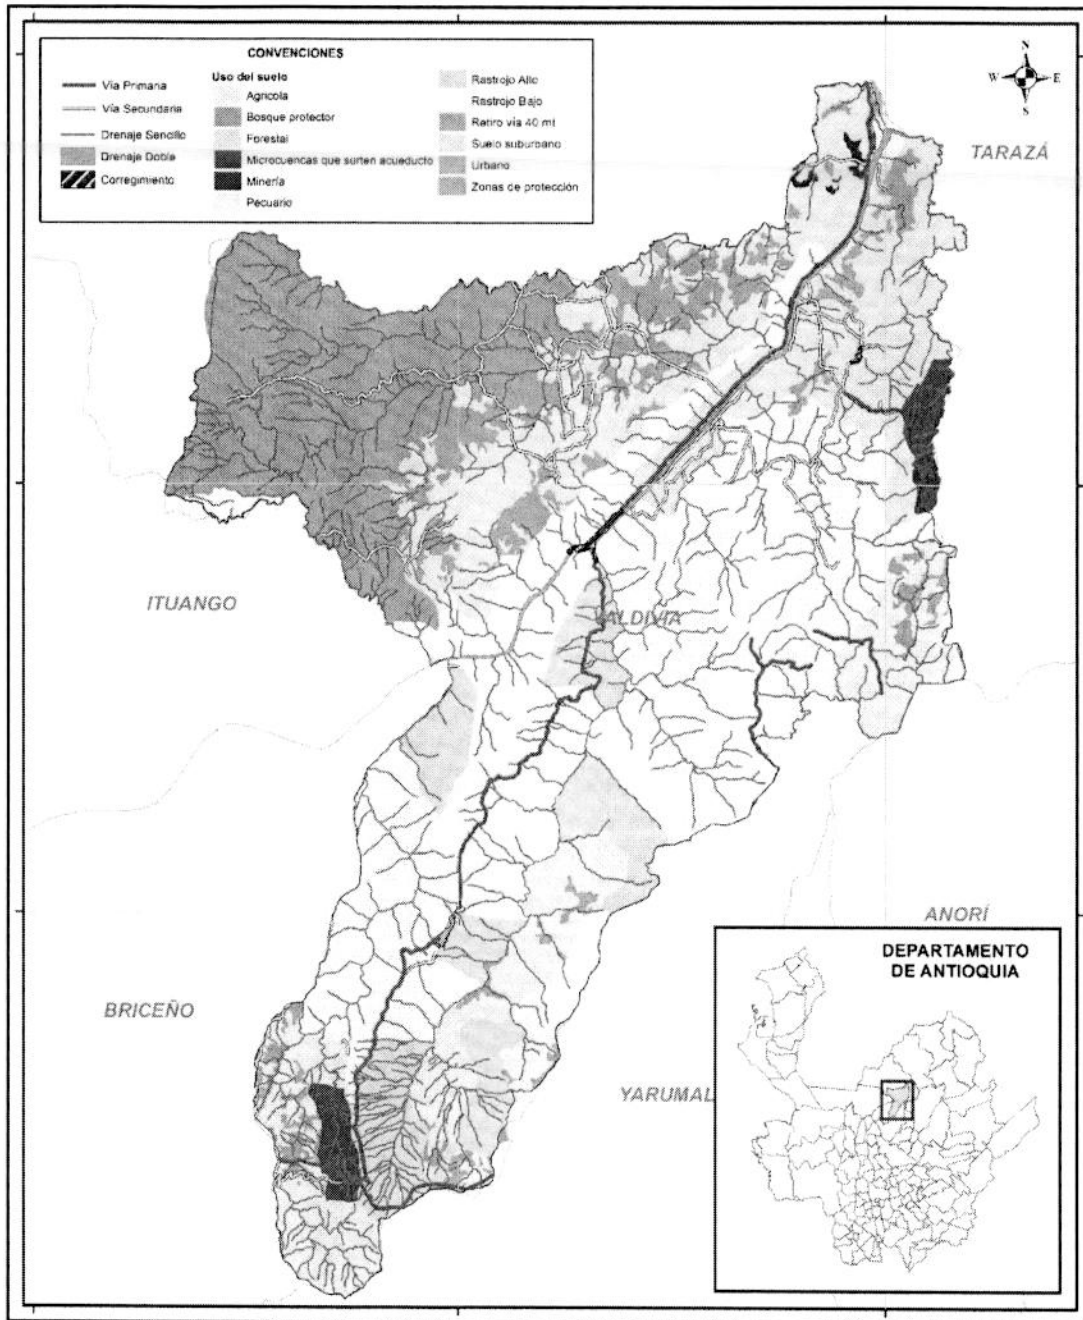 CONVENCIONES
Vía Primaria
Vía Secundaria
Drenaje Sencillo
Drenaje Doble
Corregimiento
Uso del suelo
Agrícola
Bosque protector
Forestal
Microcuencas que surten acueducto
Minería
Pecuario
Rastrojo Alto
Rastrojo Bajo
Retiro vía 40 mt
Suelo suburbano
Urbano
Zonas de protección
N
W
E
S
TARAZÁ
ITUANGO
VALDIVIA
ANORÍ
BRICEÑO
YARUMAL
DEPARTAMENTO
DE ANTIOQUIA